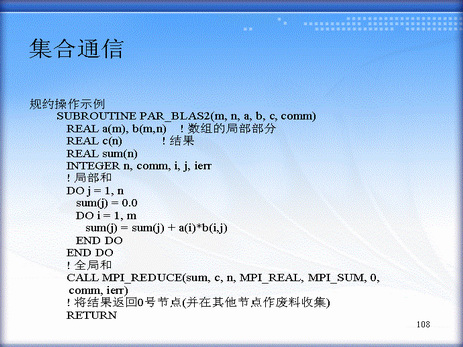 集合通信
规约操作示例
SUBROUTINE PAR_BLAS2(m, n, a, b, c, comm)
REAL a(m), b(m,n) ! 数组的局部部分
REAL c(n) ! 结果
REAL sum(n)
INTEGER n, comm, i, j, ierr
! 局部和
DO j = 1, n
sum(j) = 0.0
DO i = 1, m
sum(j) = sum(j) + a(i)*b(i,j)
END DO
END DO
! 全局和
CALL MPI_REDUCE(sum, c, n, MPI_REAL, MPI_SUM, 0,
comm, ierr)
! 将结果返回0号节点(并在其他节点作废料收集)
RETURN
108